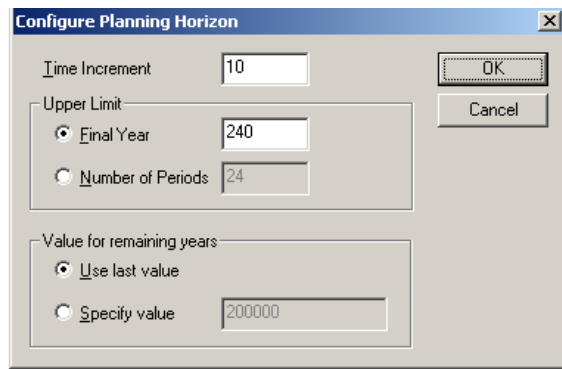 Configure Planning Horizon
Time Increment 10
OK
Upper Limit
Cancel
Final Year 240
Number of Periods 24
Value for remaining years
Use last value
Specify value 200000